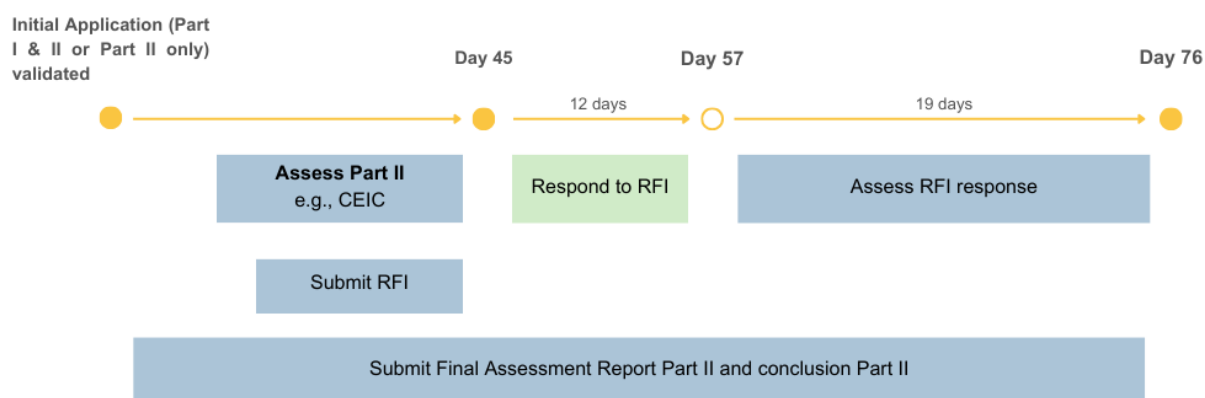 Initial Application (Part
I & II or Part II only)
validated
Day 45
Day 57
Day 76
12 days
19 days
Assess Part II
e.g., CEIC
Respond to RFI
Assess RFI response
Submit RFI
Submit Final Assessment Report Part II and conclusion Part II